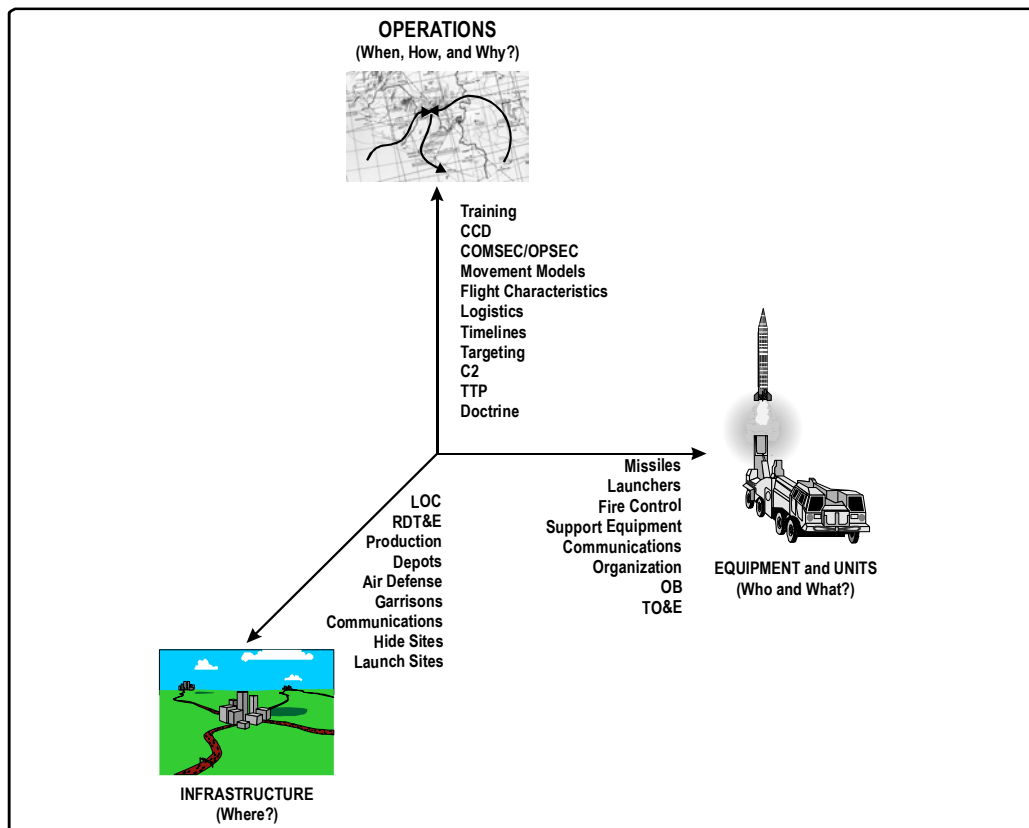 OPERATIONS
(When, How, and Why?)
Training
CCD
COMSEC/OPSEC
Movement Models
Flight Characteristics
Logistics
Timelines
Targeting
C2
TTP
Doctrine
Missiles
Launchers
Fire Control
Support Equipment
Communications
Organization
OB
TO&E
EQUIPMENT and UNITS
(Who and What?)
LOC
RDT&E
Production
Depots
Air Defense
Garrisons
Communications
Hide Sites
Launch Sites
INFRASTRUCTURE
(Where?)